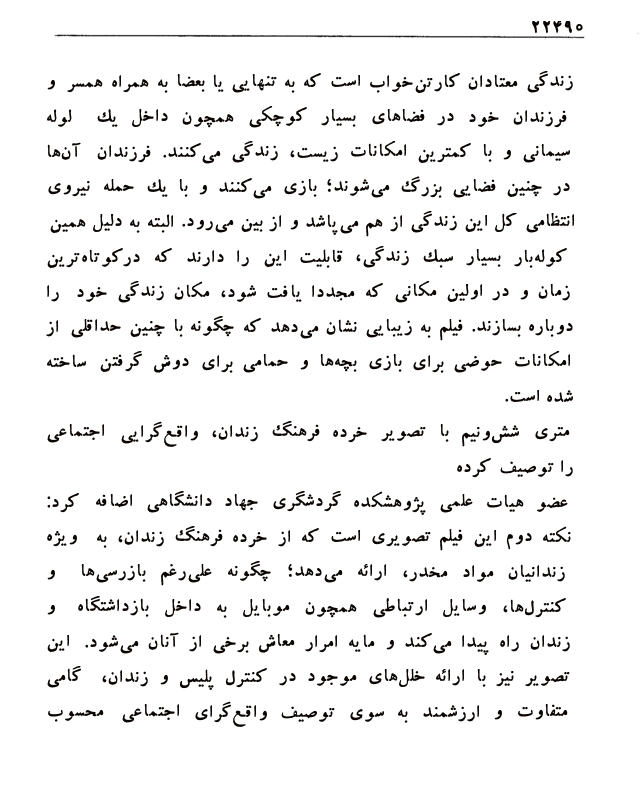 ۲۲۴۹۰
زندگی معتادان کارتن‌خواب است که به تنهایی یا بعضا به همراه همسر و
فرزندان خود در فضاهای بسیار کوچکی همچون داخل یك لوله
سیمانی و با کمترین امکانات زیست، زندگی می‌کنند. فرزندان آن‌ها
در چنین فضایی بزرگ می‌شوند؛ بازی می‌کنند و با یك حمله نیروی
انتظامی کل این زندگی از هم می‌پاشد و از بین می‌رود. البته به دلیل همین
کوله‌بار بسیار سبك زندگی، قابلیت این را دارند که درکوتاه‌ترین
زمان و در اولین مکانی که مجددا یافت شود، مکان زندگی خود را
دوباره بسازند. فیلم به زیبایی نشان می‌دهد که چگونه با چنین حداقلی از
امکانات حوضی برای بازی بچه‌ها و حمامی برای دوش گرفتن ساخته
شده است.
متری شش‌ونیم با تصویر خرده فرهنگ زندان، واقع‌گرایی اجتماعی
را توصیف کرده
عضو هیات علمی پژوهشکده گردشگری جهاد دانشگاهی اضافه کرد:
نکته دوم این فیلم تصویری است که از خرده فرهنگ زندان، به ویژه
زندانیان مواد مخدر، ارائه می‌دهد؛ چگونه علی‌رغم بازرسی‌ها و
کنترل‌ها، وسایل ارتباطی همچون موبایل به داخل بازداشتگاه و
زندان راه پیدا می‌کند و مایه امرار معاش برخی از آنان می‌شود. این
تصویر نیز با ارائه خلل‌های موجود در کنترل پلیس و زندان، گامی
متفاوت و ارزشمند به سوی توصیف واقع‌گرای اجتماعی محسوب